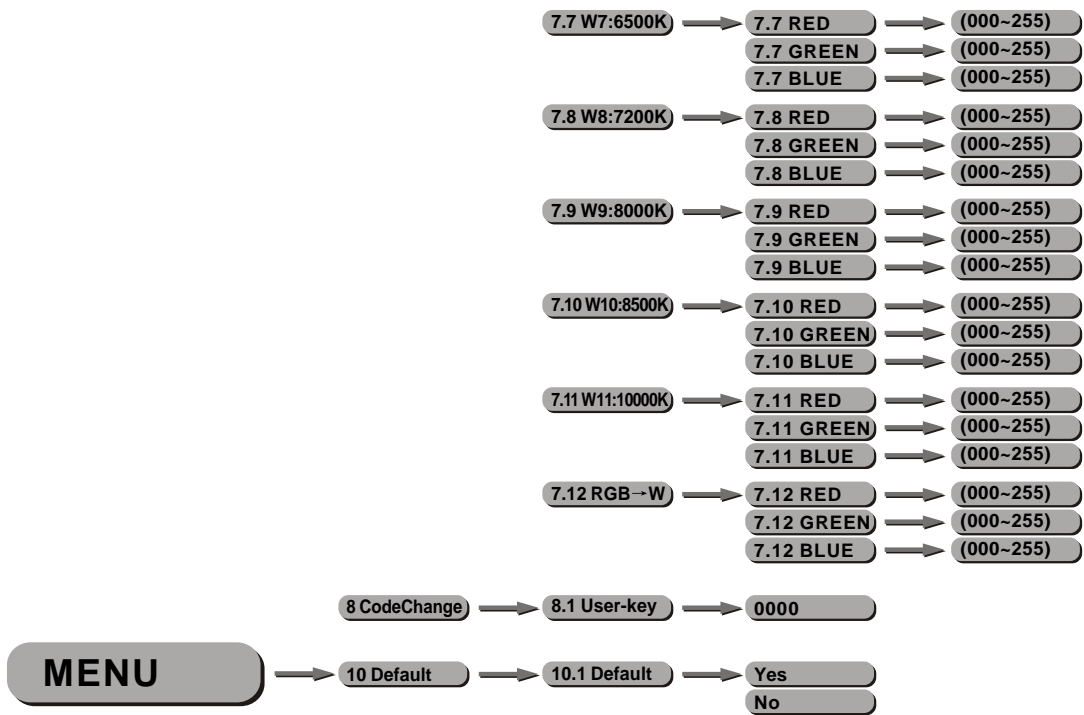 7.7 W7:6500K 7.7 RED (000~255)
7.7 GREEN (000~255)
7.7 BLUE (000~255)
7.8 W8:7200K 7.8 RED (000~255)
7.8 GREEN (000~255)
7.8 BLUE (000~255)
7.9 W9:8000K 7.9 RED (000~255)
7.9 GREEN (000~255)
7.9 BLUE (000~255)
7.10 W10:8500K 7.10 RED (000~255)
7.10 GREEN (000~255)
7.10 BLUE (000~255)
7.11 W11:10000K 7.11 RED (000~255)
7.11 GREEN (000~255)
7.11 BLUE (000~255)
7.12 RGB→W 7.12 RED (000~255)
7.12 GREEN (000~255)
7.12 BLUE (000~255)
8 CodeChange 8.1 User-key 0000
MENU 10 Default 10.1 Default Yes
No